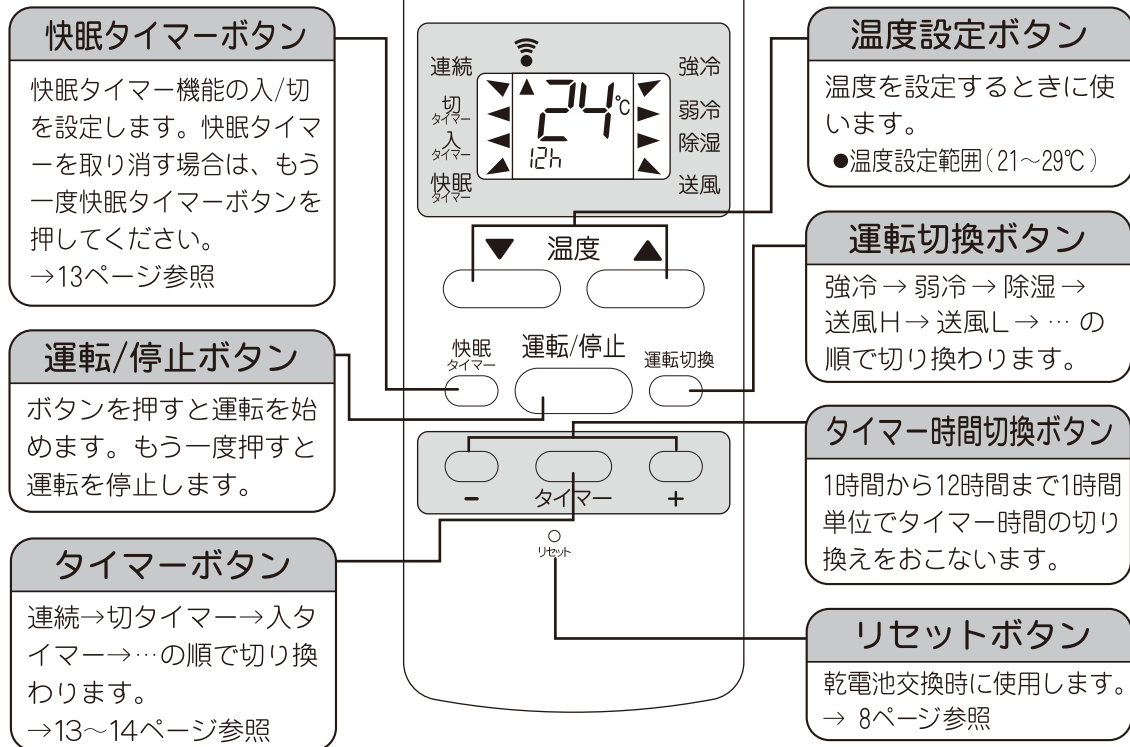 快眠タイマーボタン
快眠タイマー機能の入/切
を設定します。快眠タイマ
ーを取り消す場合は、もう
一度快眠タイマーボタンを
押してください。
→13ページ参照
運転/停止ボタン
ボタンを押すと運転を始
めます。もう一度押すと
運転を停止します。
タイマーボタン
連続→切タイマー→入タ
イマー→…の順で切り換
わります。
→13〜14ページ参照
連続
切
タイマー
入
タイマー
快眠
タイマー
▲ 24℃
12h
強冷
弱冷
除湿
送風
▼ 温度 ▲
快眠
タイマー
運転/停止
運転切換
− タイマー +
リセット
温度設定ボタン
温度を設定するときに使
います。
●温度設定範囲(21〜29℃)
運転切換ボタン
強冷→弱冷→除湿→
送風H→送風L→…の
順で切り換わります。
タイマー時間切換ボタン
1時間から12時間まで1時間
単位でタイマー時間の切り
換えをおこないます。
リセットボタン
乾電池交換時に使用します。
→ 8ページ参照